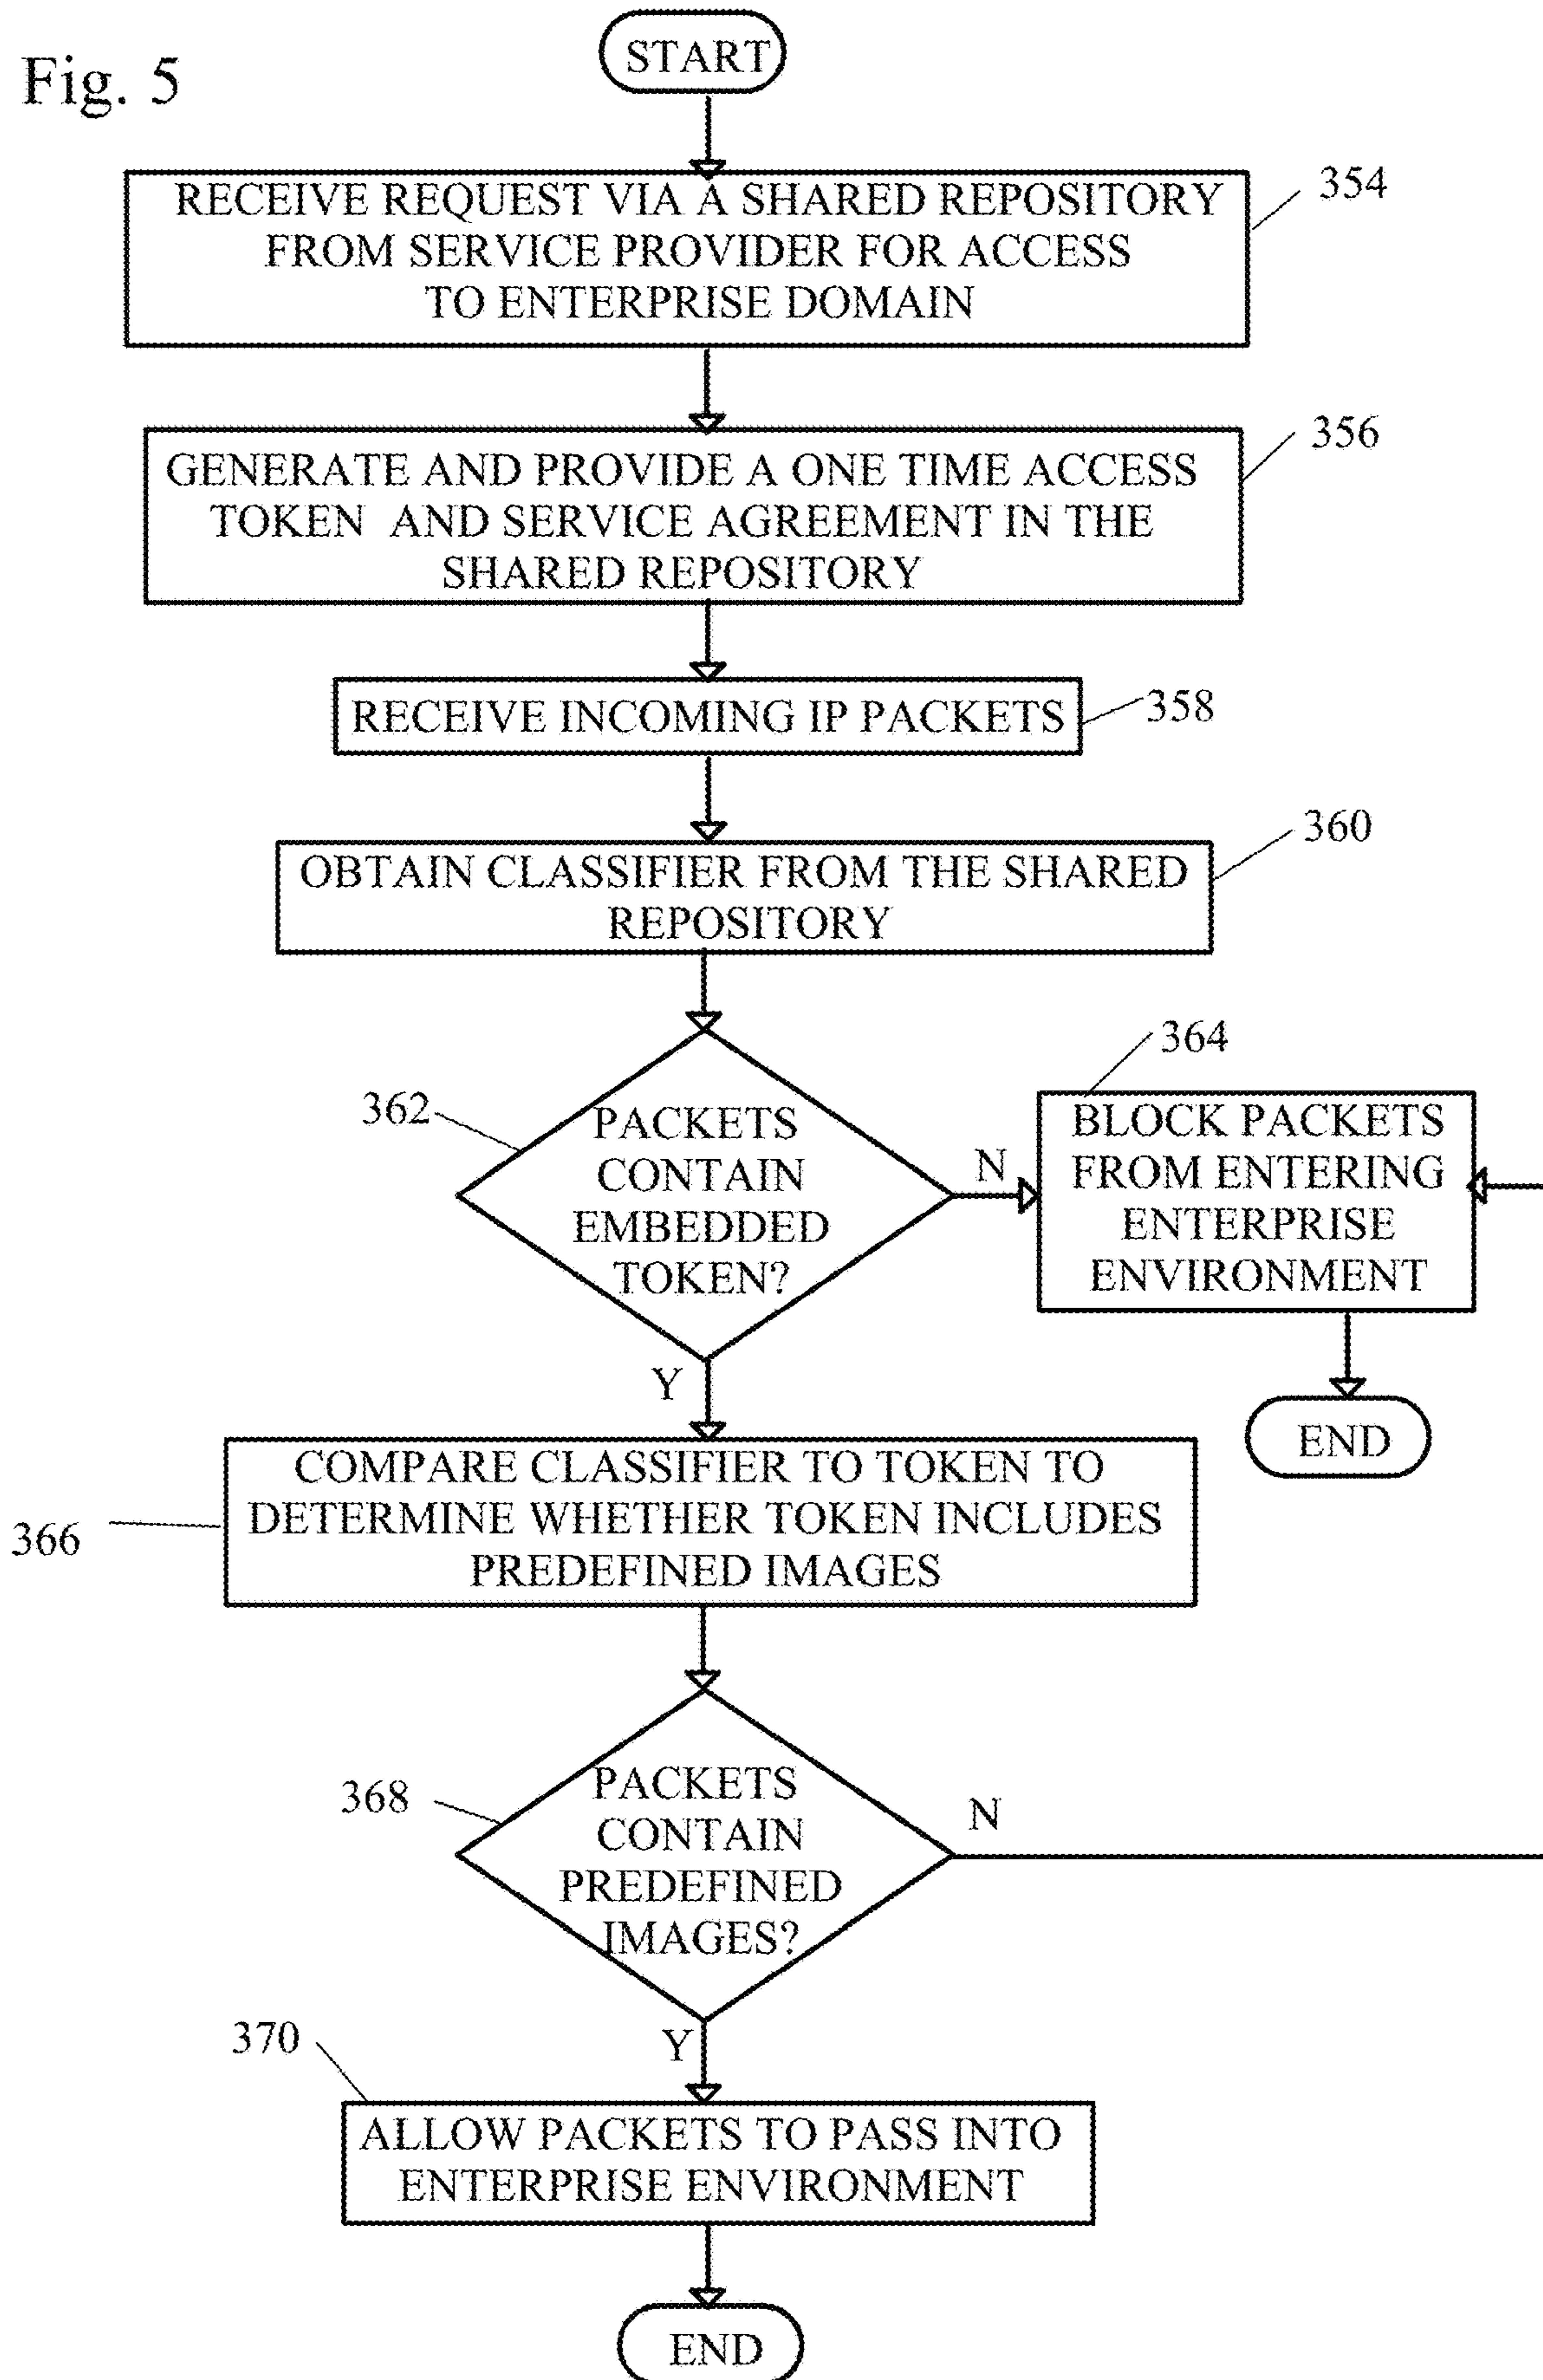 Fig. 5
START
RECEIVE REQUEST VIA A SHARED REPOSITORY
FROM SERVICE PROVIDER FOR ACCESS
TO ENTERPRISE DOMAIN
354
GENERATE AND PROVIDE A ONE TIME ACCESS
TOKEN AND SERVICE AGREEMENT IN THE
SHARED REPOSITORY
356
RECEIVE INCOMING IP PACKETS
358
OBTAIN CLASSIFIER FROM THE SHARED
REPOSITORY
360
362
PACKETS
CONTAIN
EMBEDDED
TOKEN?
N
Y
364
BLOCK PACKETS
FROM ENTERING
ENTERPRISE
ENVIRONMENT
END
366
COMPARE CLASSIFIER TO TOKEN TO
DETERMINE WHETHER TOKEN INCLUDES
PREDEFINED IMAGES
368
PACKETS
CONTAIN
PREDEFINED
IMAGES?
N
Y
370
ALLOW PACKETS TO PASS INTO
ENTERPRISE ENVIRONMENT
END